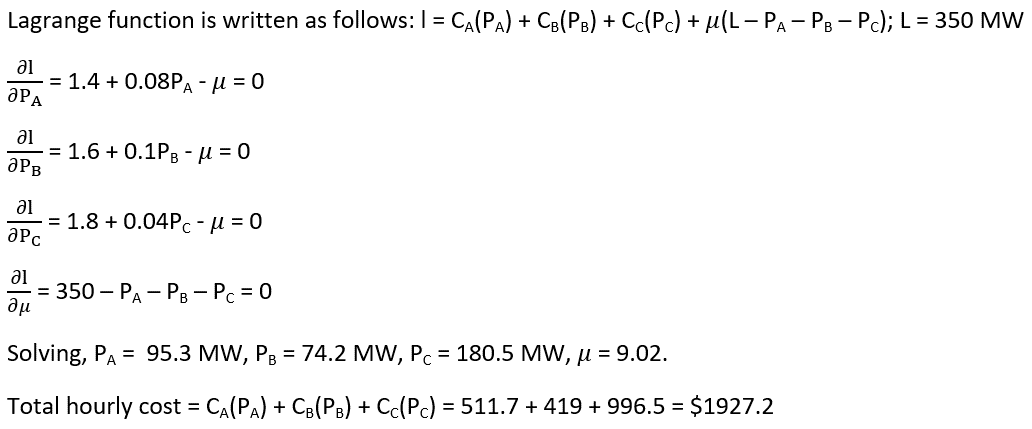 Lagrange function is written as follows: l = C_A(P_A) + C_B(P_B) + C_C(P_C) + μ(L – P_A – P_B – P_C); L = 350 MW
∂l/∂P_A = 1.4 + 0.08P_A - μ = 0
∂l/∂P_B = 1.6 + 0.1P_B - μ = 0
∂l/∂P_C = 1.8 + 0.04P_C - μ = 0
∂l/∂μ = 350 – P_A – P_B – P_C = 0
Solving, P_A = 95.3 MW, P_B = 74.2 MW, P_C = 180.5 MW, μ = 9.02.
Total hourly cost = C_A(P_A) + C_B(P_B) + C_C(P_C) = 511.7 + 419 + 996.5 = $1927.2